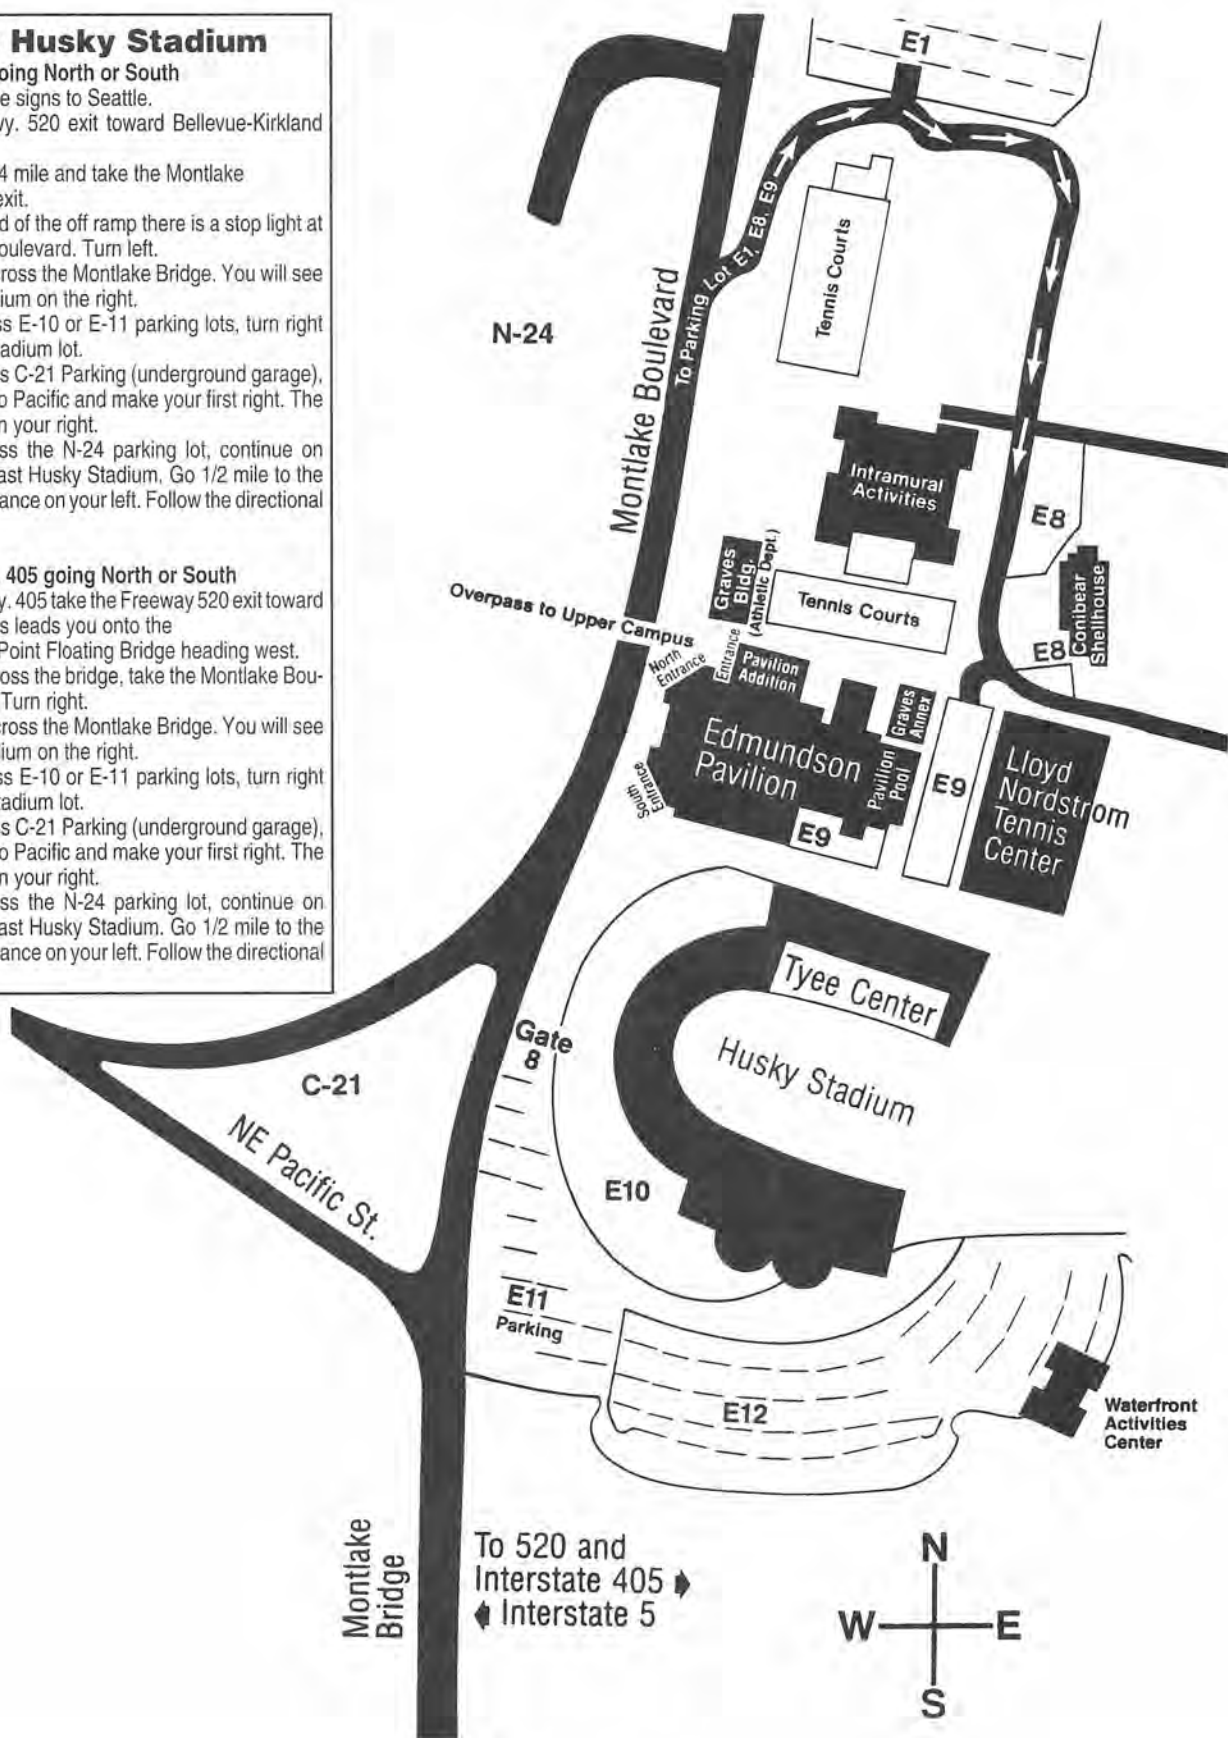 Husky Stadium
oing North or South
e signs to Seattle.
vy. 520 exit toward Bellevue-Kirkland
4 mile and take the Montlake
exit.
d of the off ramp there is a stop light at
oulevard. Turn left.
cross the Montlake Bridge. You will see
ium on the right.
ss E-10 or E-11 parking lots, turn right
tadium lot.
s C-21 Parking (underground garage),
o Pacific and make your first right. The
n your right.
ss the N-24 parking lot, continue on
ast Husky Stadium. Go 1/2 mile to the
ance on your left. Follow the directional
405 going North or South
y. 405 take the Freeway 520 exit toward
s leads you onto the
Point Floating Bridge heading west.
oss the bridge, take the Montlake Bou-
Turn right.
cross the Montlake Bridge. You will see
dium on the right.
ss E-10 or E-11 parking lots, turn right
tadium lot.
s C-21 Parking (underground garage),
o Pacific and make your first right. The
n your right.
ss the N-24 parking lot, continue on
ast Husky Stadium. Go 1/2 mile to the
ance on your left. Follow the directional
E1
To Parking Lot E1, E8, E9
Tennis Courts
N-24
Montlake Boulevard
Intramural
Activities
E8
Conibear
Shellhouse
E8
Graves
Bldg.
(Athletic Dept.)
Tennis Courts
Overpass to Upper Campus
North
Entrance
Entrance
Pavilion
Addition
Graves
Annex
Edmundson
Pavilion
Pavilion
Pool
South
Entrance
E9
E9
Lloyd
Nordstrom
Tennis
Center
Tyee Center
Husky Stadium
Gate
8
C-21
NE Pacific St.
E10
E11
Parking
E12
Waterfront
Activities
Center
Montlake
Bridge
To 520 and
Interstate 405
Interstate 5
N
W E
S